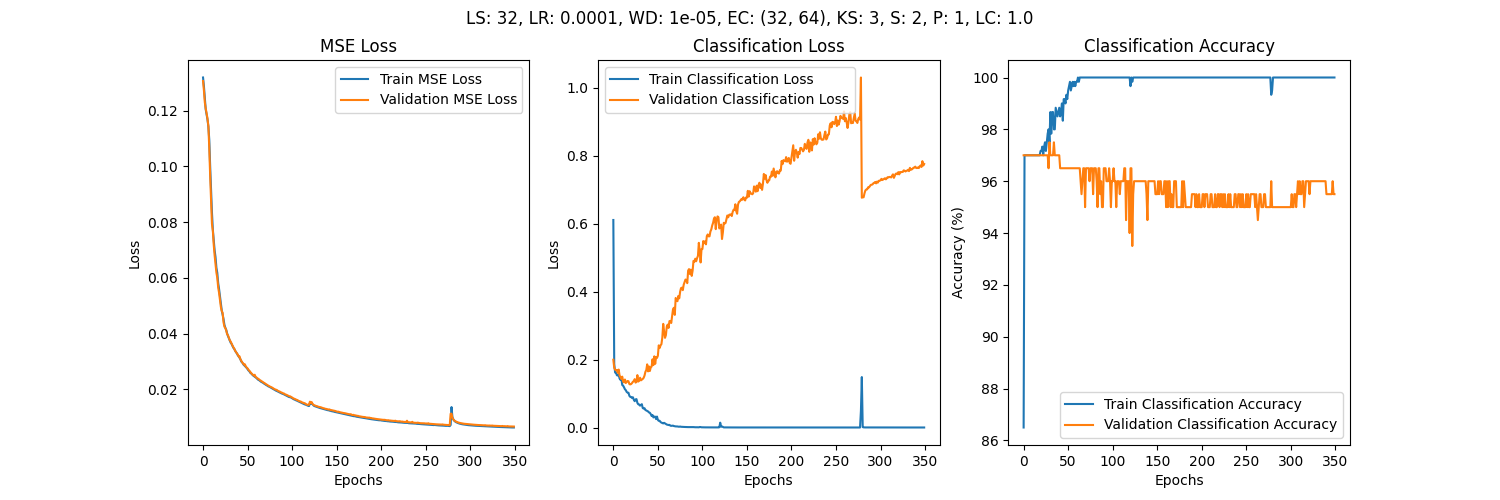 LS: 32, LR: 0.0001, WD: 1e-05, EC: (32, 64), KS: 3, S: 2, P: 1, LC: 1.0
MSE Loss
Train MSE Loss
Validation MSE Loss
0.12
0.10
0.08
0.06
0.04
0.02
Loss
0 50 100 150 200 250 300 350
Epochs
Classification Loss
Train Classification Loss
Validation Classification Loss
1.0
0.8
0.6
0.4
0.2
0.0
Loss
0 50 100 150 200 250 300 350
Epochs
Classification Accuracy
100
98
96
94
92
90
88
86
Accuracy (%)
Train Classification Accuracy
Validation Classification Accuracy
0 50 100 150 200 250 300 350
Epochs